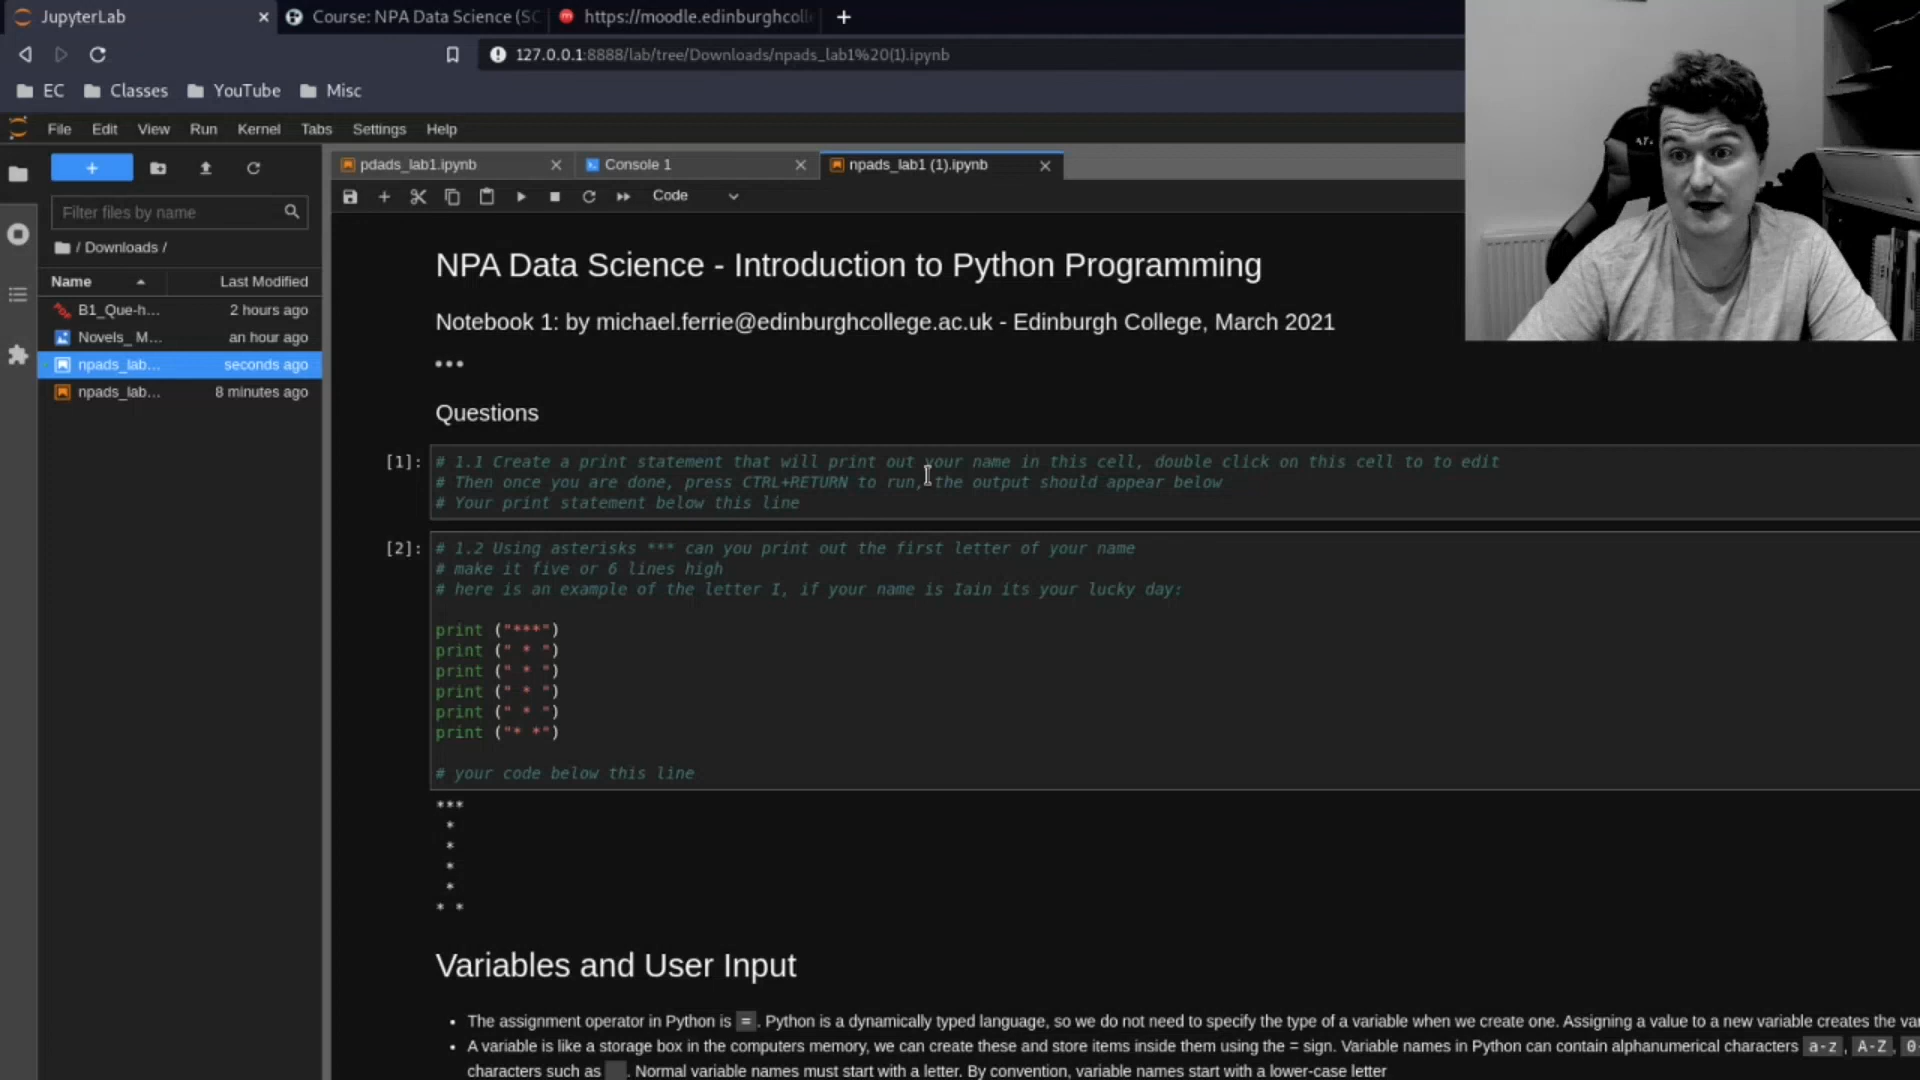 JupyterLab
Course: NPA Data Science (SC
https://moodle.edinburghcoll
127.0.0.1:8888/lab/tree/Downloads/npads_lab1%20(1).ipynb
EC Classes YouTube Misc
File Edit View Run Kernel Tabs Settings Help
pdads_lab1.ipynb
Console 1
npads_lab1 (1).ipynb
Code
Filter files by name
/ Downloads /
Name Last Modified
B1_Que-h... 2 hours ago
Novels_ M... an hour ago
npads_lab... seconds ago
npads_lab... 8 minutes ago
NPA Data Science - Introduction to Python Programming
Notebook 1: by michael.ferrie@edinburghcollege.ac.uk - Edinburgh College, March 2021
•••
Questions
[1]: # 1.1 Create a print statement that will print out your name in this cell, double click on this cell to to edit
# Then once you are done, press CTRL+RETURN to run, the output should appear below
# Your print statement below this line
[2]: # 1.2 Using asterisks *** can you print out the first letter of your name
# make it five or 6 lines high
# here is an example of the letter I, if your name is Iain its your lucky day:
print ("***")
print (" * ")
print (" * ")
print (" * ")
print (" * ")
print ("* *")
# your code below this line
***
 *
 *
 *
 *
* *
Variables and User Input
• The assignment operator in Python is = . Python is a dynamically typed language, so we do not need to specify the type of a variable when we create one. Assigning a value to a new variable creates the va
• A variable is like a storage box in the computers memory, we can create these and store items inside them using the = sign. Variable names in Python can contain alphanumerical characters a-z , A-Z , 0-
characters such as _ . Normal variable names must start with a letter. By convention, variable names start with a lower-case letter